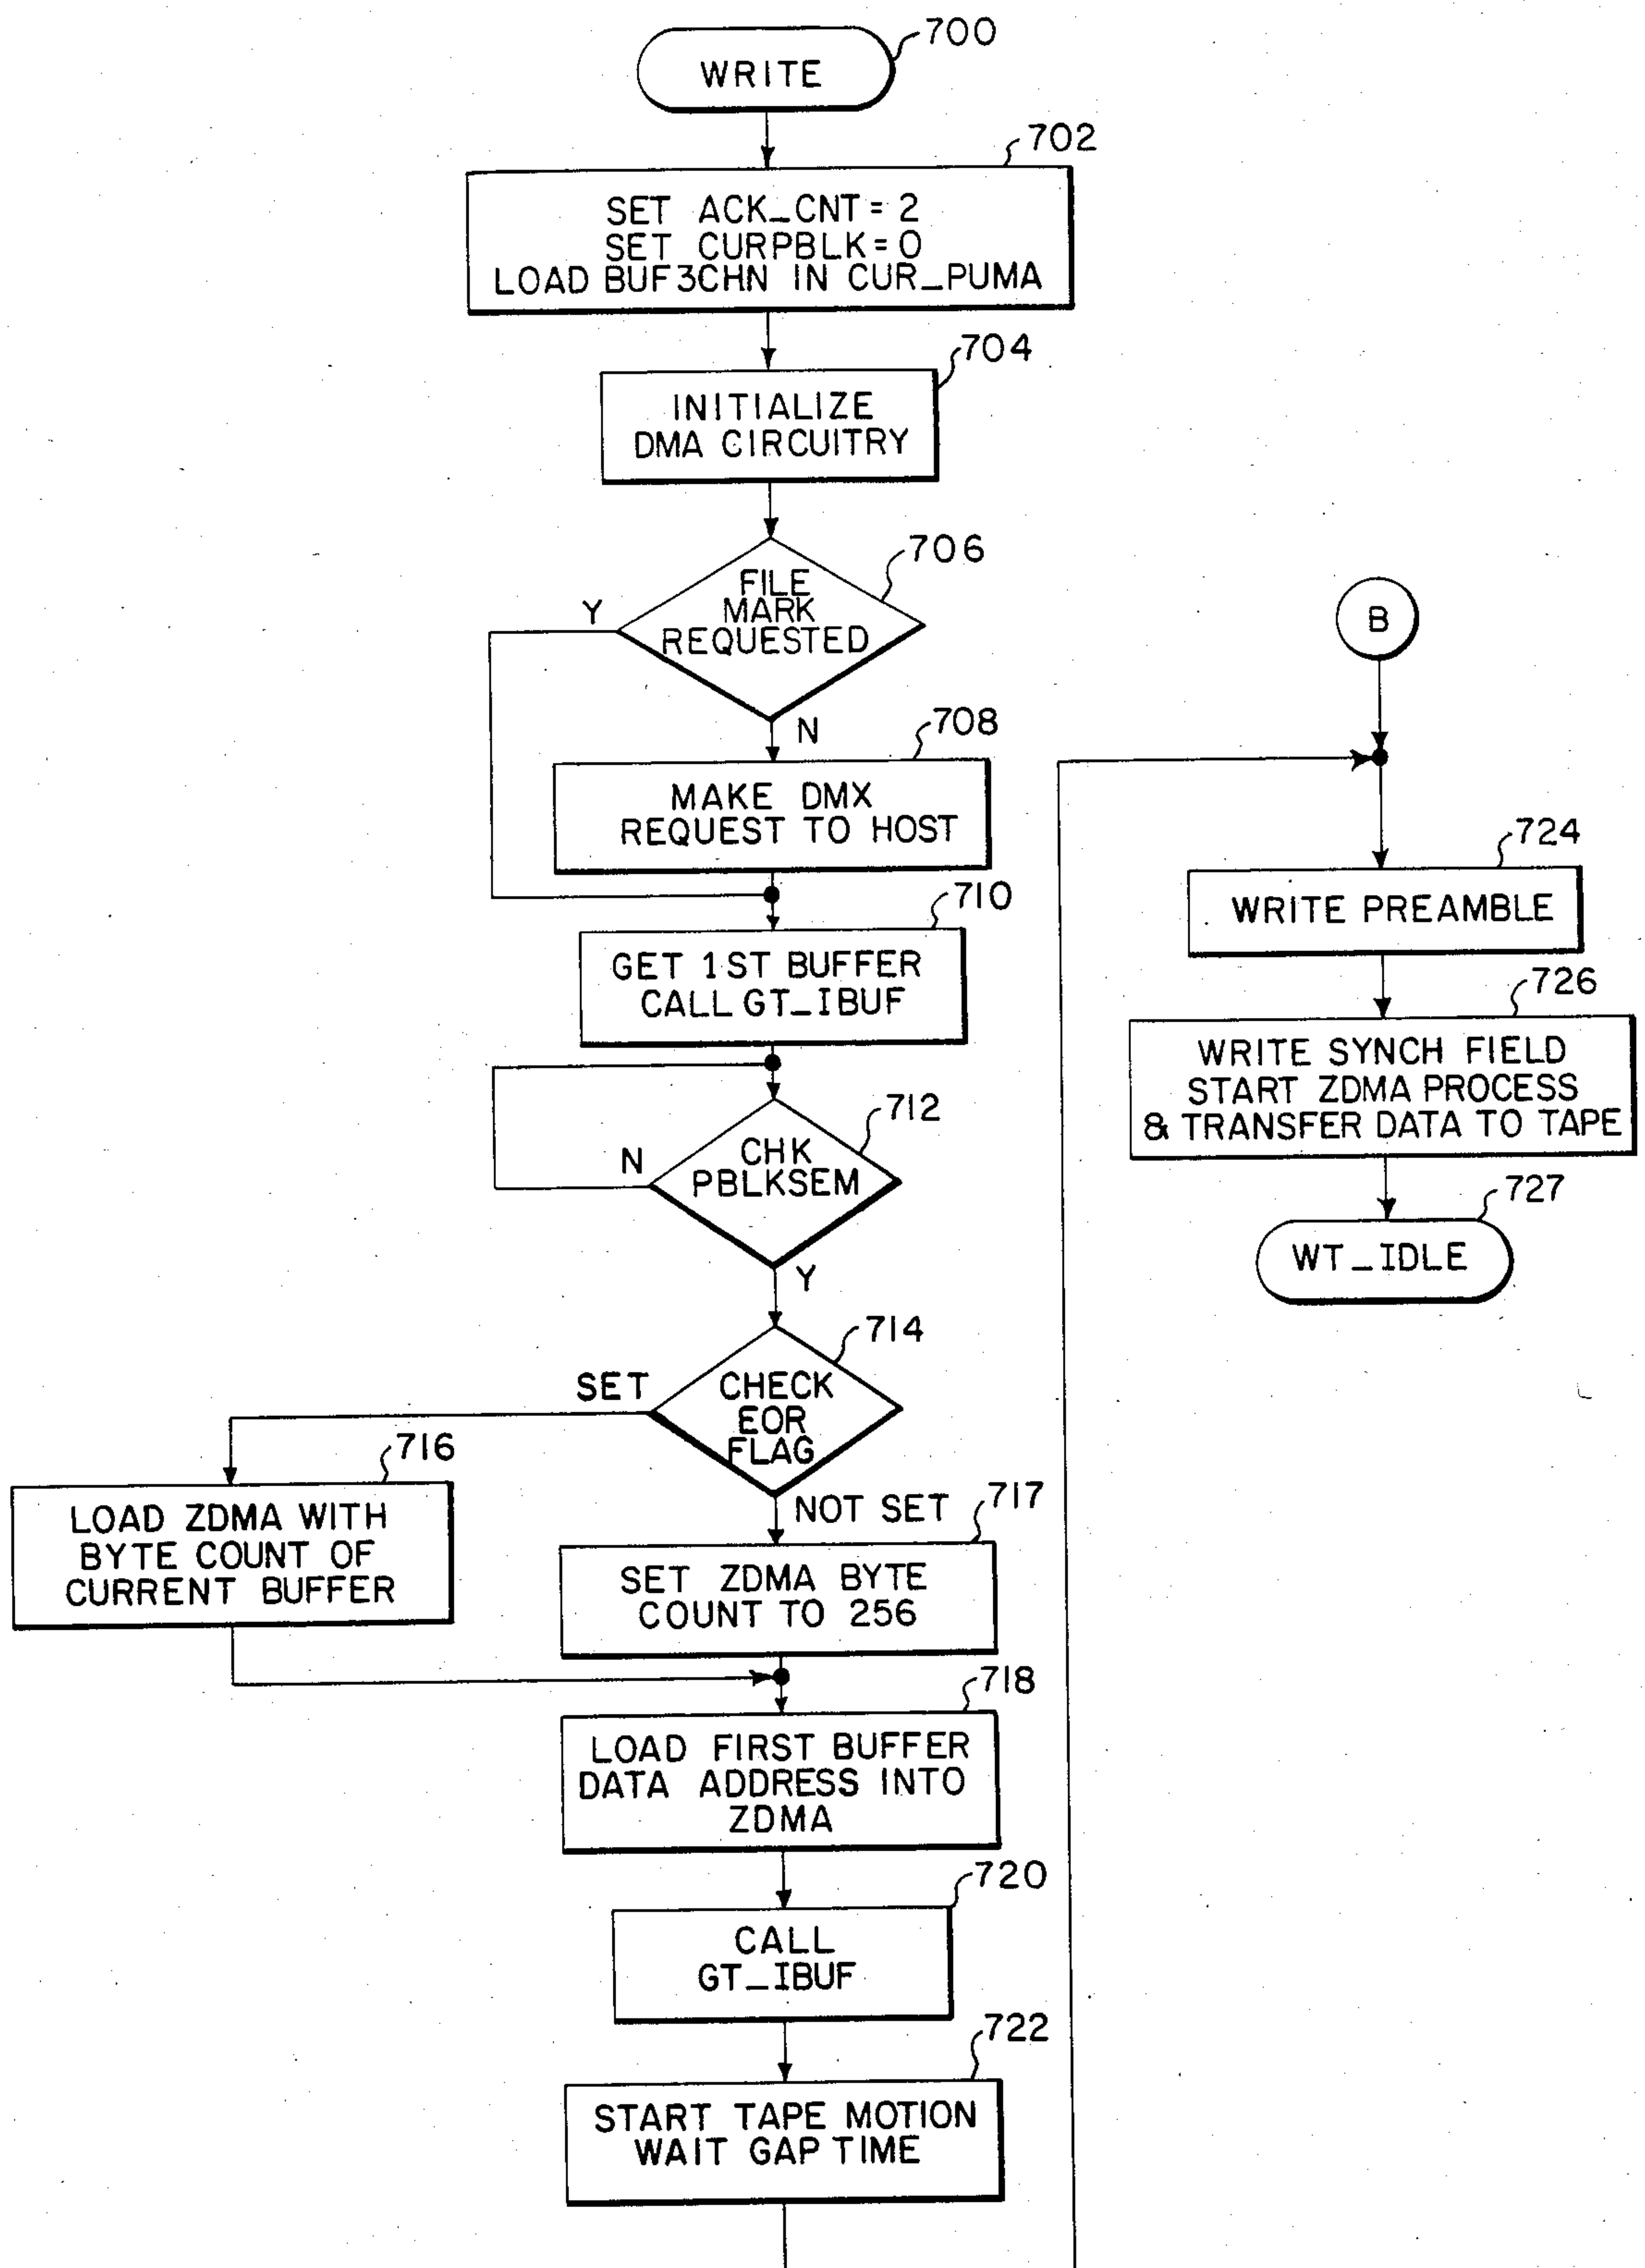 700
WRITE
702
SET ACK_CNT = 2
SET CURPBLK = 0
LOAD BUF3CHN IN CUR_PUMA
704
INITIALIZE
DMA CIRCUITRY
706
FILE
MARK
REQUESTED
Y
N
708
MAKE DMX
REQUEST TO HOST
710
GET 1ST BUFFER
CALL GT_IBUF
712
CHK
PBLKSEM
N
Y
714
CHECK
EOR
FLAG
SET
NOT SET
716
LOAD ZDMA WITH
BYTE COUNT OF
CURRENT BUFFER
717
SET ZDMA BYTE
COUNT TO 256
718
LOAD FIRST BUFFER
DATA ADDRESS INTO
ZDMA
720
CALL
GT_IBUF
722
START TAPE MOTION
WAIT GAP TIME
B
724
WRITE PREAMBLE
726
WRITE SYNCH FIELD
START ZDMA PROCESS
& TRANSFER DATA TO TAPE
727
WT_IDLE